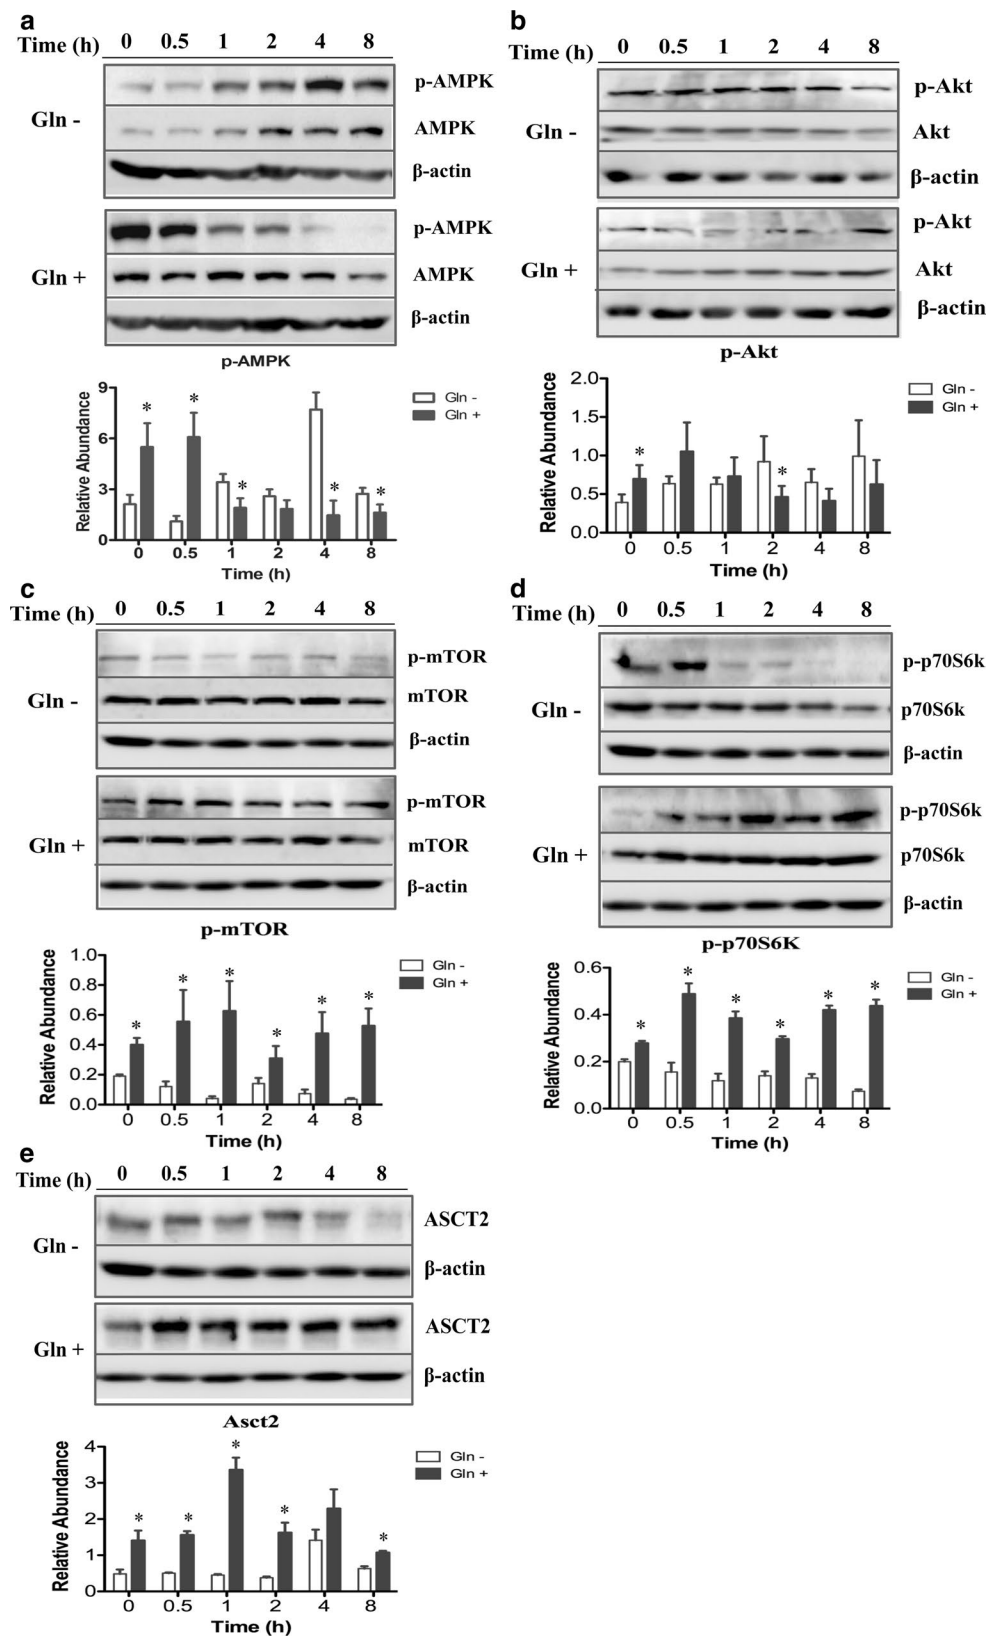 a
Time (h) 0 0.5 1 2 4 8
Gln -
p-AMPK
AMPK
β-actin
Gln +
p-AMPK
AMPK
β-actin
p-AMPK
Relative Abundance
9
6
3
0
* * * * *
Gln -
Gln +
0 0.5 1 2 4 8
Time (h)
b
Time (h) 0 0.5 1 2 4 8
Gln -
p-Akt
Akt
β-actin
Gln +
p-Akt
Akt
β-actin
p-Akt
Relative Abundance
2.0
1.5
1.0
0.5
0.0
* *
Gln -
Gln +
0 0.5 1 2 4 8
Time (h)
c
Time (h) 0 0.5 1 2 4 8
Gln -
p-mTOR
mTOR
β-actin
Gln +
p-mTOR
mTOR
β-actin
p-mTOR
Relative Abundance
1.0
0.8
0.6
0.4
0.2
0.0
* * * * * *
Gln -
Gln +
0 0.5 1 2 4 8
Time (h)
d
Time (h) 0 0.5 1 2 4 8
Gln -
p-p70S6k
p70S6k
β-actin
Gln +
p-p70S6k
p70S6k
β-actin
p-p70S6K
Relative Abundance
0.6
0.4
0.2
0.0
* * * * * *
Gln -
Gln +
0 0.5 1 2 4 8
Time (h)
e
Time (h) 0 0.5 1 2 4 8
Gln -
ASCT2
β-actin
Gln +
ASCT2
β-actin
Asct2
Relative Abundance
4
3
2
1
0
* * * * *
Gln -
Gln +
0 0.5 1 2 4 8
Time (h)